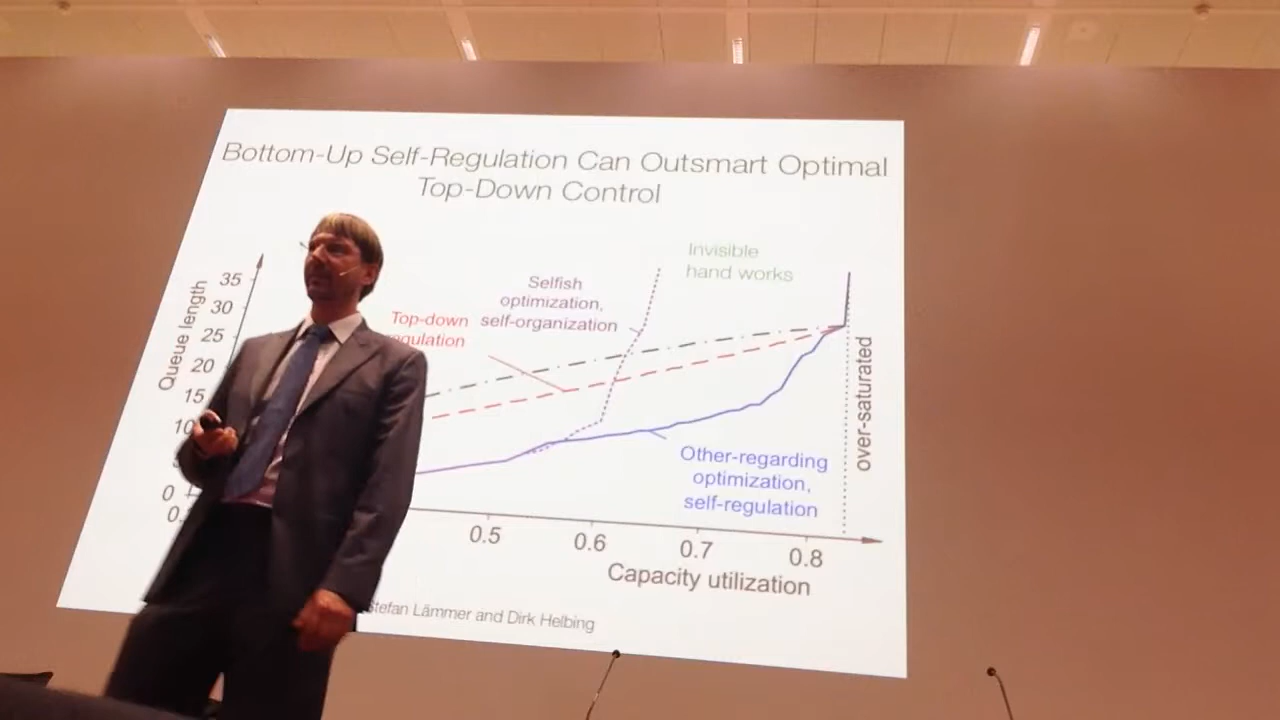 Bottom-Up Self-Regulation Can Outsmart Optimal
Top-Down Control
Invisible
hand works
Selfish
optimization,
self-organization
Top-down
Queue length
35
30
25
20
15
10
0
Other-regarding
optimization,
self-regulation
over-saturated
0.5
0.6
0.7
0.8
Capacity utilization
Stefan Lämmer and Dirk Helbing